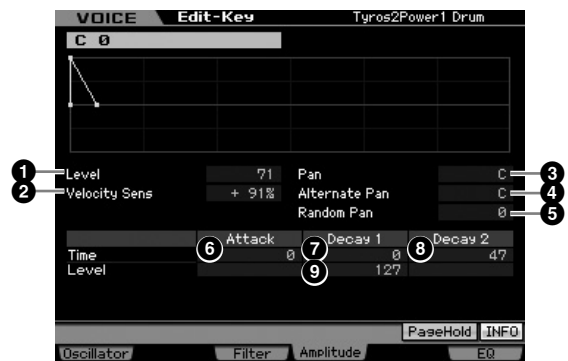 VOICE Edit-Key Tyros2Power1 Drum
C 0
1 Level 71 Pan C 3
2 Velocity Sens + 91% Alternate Pan C 4
Random Pan 0 5
6 Attack 7 Decay 1 8 Decay 2
Time 0 0 47
Level 9 127
PageHold INFO
Oscillator Filter Amplitude EQ